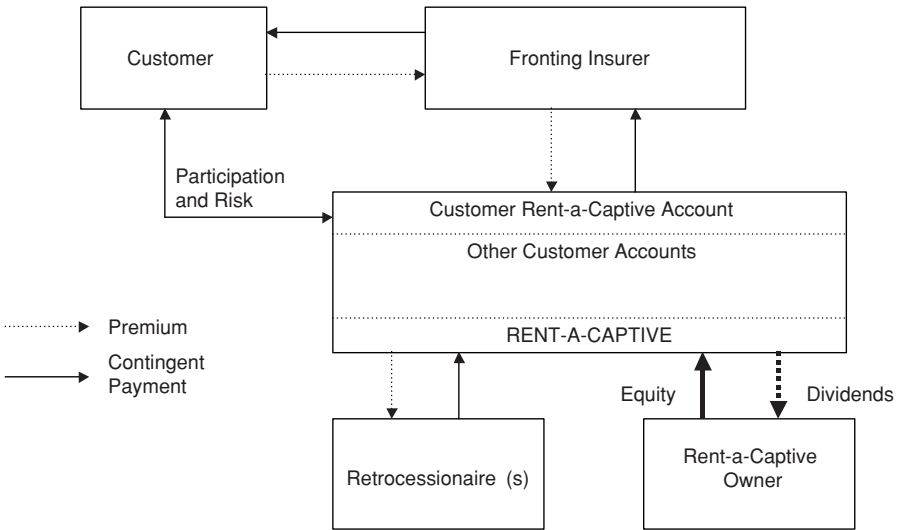 Customer
Fronting Insurer
Participation
and Risk
Customer Rent-a-Captive Account
Other Customer Accounts
RENT-A-CAPTIVE
Premium
Contingent
Payment
Equity
Dividends
Retrocessionaire (s)
Rent-a-Captive
Owner